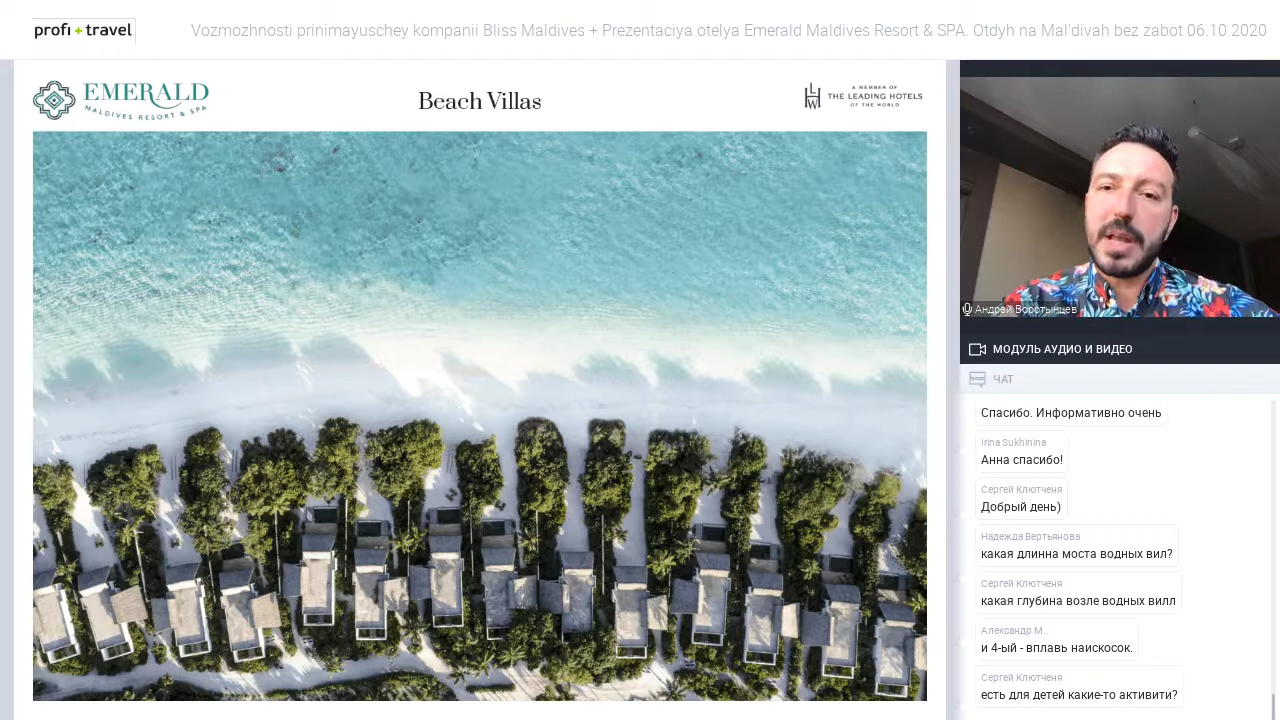 profi + travel
Vozmozhnosti prinimayuschey kompanii Bliss Maldives + Prezentaciya otelya Emerald Maldives Resort & SPA. Otdyh na Mal'divah bez zabot 06.10.2020
EMERALD
MALDIVES RESORT & SPA
Beach Villas
LHW
A MEMBER OF
THE LEADING HOTELS
OF THE WORLD
Андрей Воротынцев
МОДУЛЬ АУДИО И ВИДЕО
ЧАТ
Спасибо. Информативно очень
Irina Sukhinina
Анна спасибо!
Сергей Клютченя
Добрый день)
Надежда Вертьянова
какая длинна моста водных вил?
Сергей Клютченя
какая глубина возле водных вилл
Александр М..
и 4-ый - вплавь наискосок.
Сергей Клютченя
есть для детей какие-то активити?